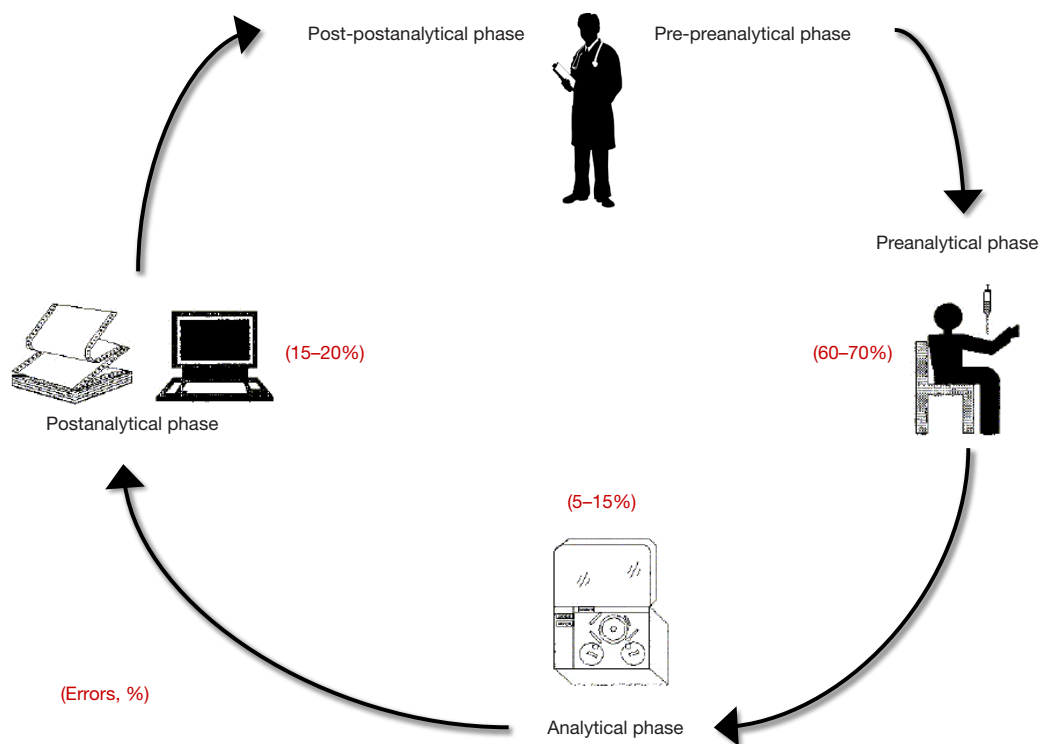 Post-postanalytical phase
Pre-preanalytical phase
Preanalytical phase
(15–20%)
(60–70%)
Postanalytical phase
(5–15%)
(Errors, %)
Analytical phase